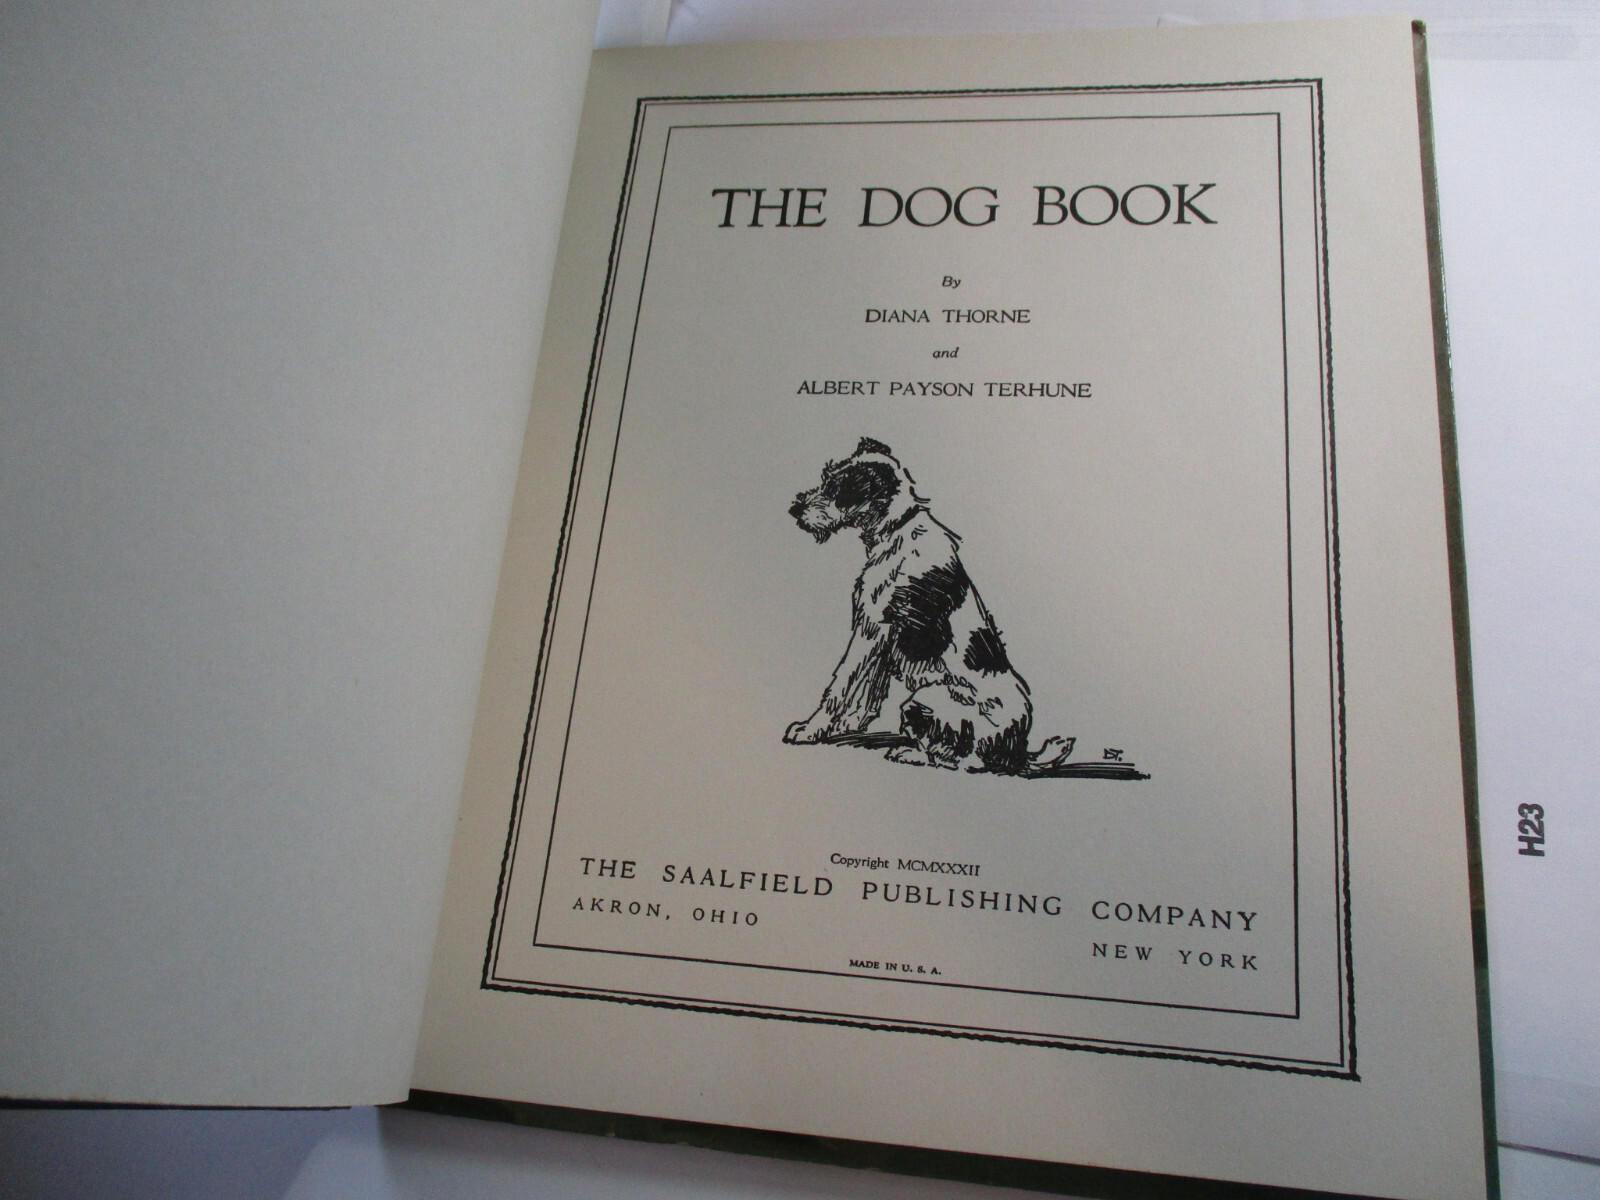 THE DOG BOOK
By
DIANA THORNE
and
ALBERT PAYSON TERHUNE
DT.
Copyright MCMXXXII
THE SAALFIELD PUBLISHING COMPANY
AKRON, OHIO
NEW YORK
MADE IN U. S. A.
H23